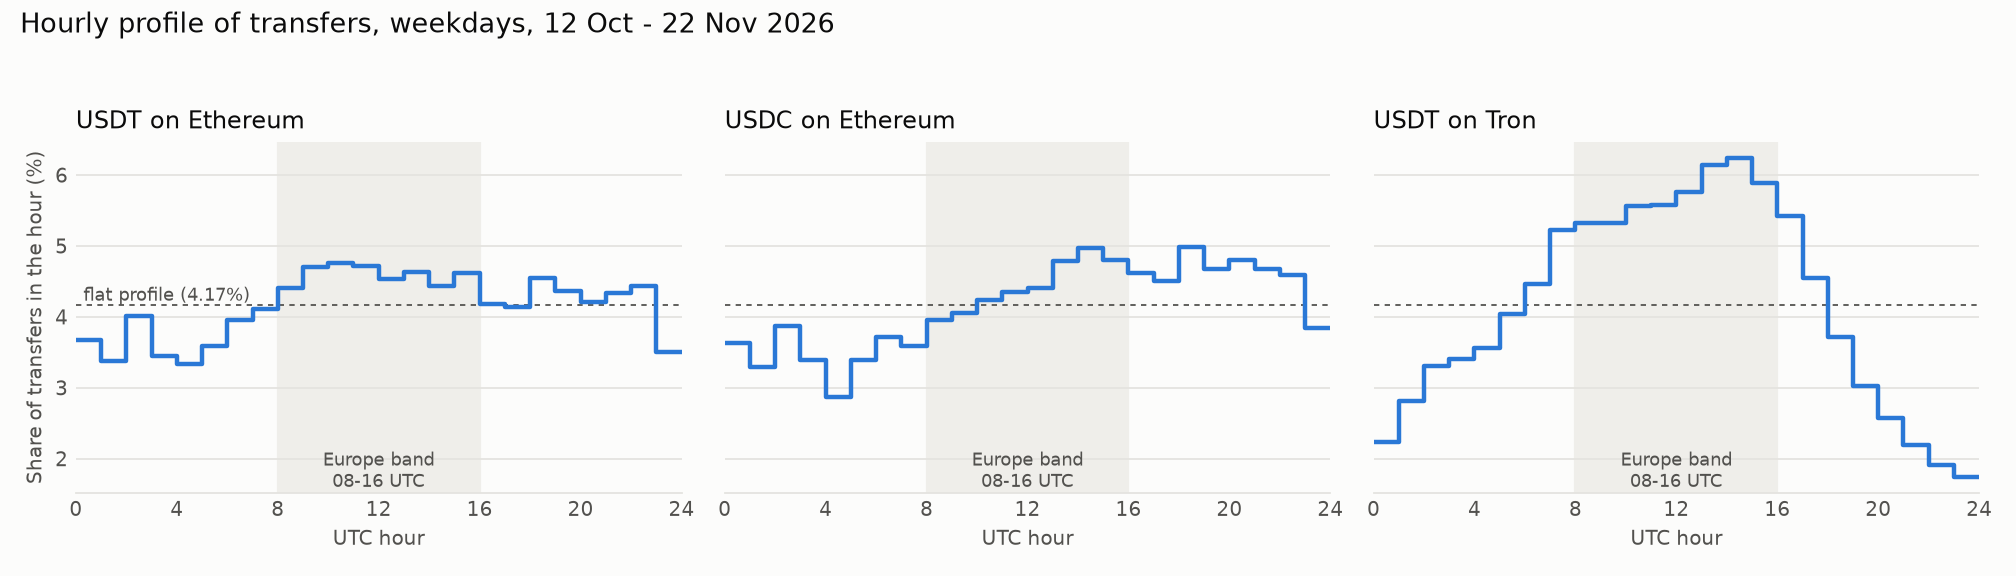 Hourly profile of transfers, weekdays, 12 Oct - 22 Nov 2026
USDT on Ethereum
USDC on Ethereum
USDT on Tron
Share of transfers in the hour (%)
6
5
4
3
2
flat profile (4.17%)
Europe band
08-16 UTC
Europe band
08-16 UTC
Europe band
08-16 UTC
0 4 8 12 16 20 24
0 4 8 12 16 20 24
0 4 8 12 16 20 24
UTC hour
UTC hour
UTC hour